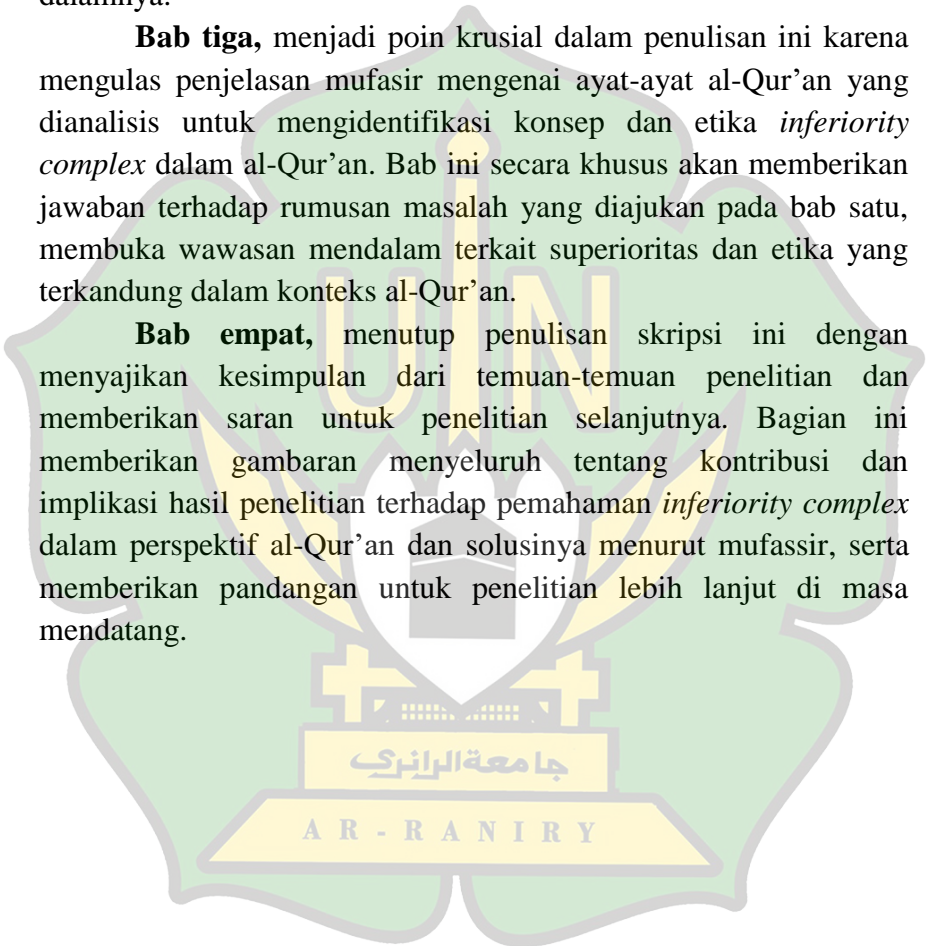 Bab tiga, menjadi poin krusial dalam penulisan ini karena
mengulas penjelasan mufasir mengenai ayat-ayat al-Qur’an yang
dianalisis untuk mengidentifikasi konsep dan etika inferiority
complex dalam al-Qur’an. Bab ini secara khusus akan memberikan
jawaban terhadap rumusan masalah yang diajukan pada bab satu,
membuka wawasan mendalam terkait superioritas dan etika yang
terkandung dalam konteks al-Qur’an.
Bab empat, menutup penulisan skripsi ini dengan
menyajikan kesimpulan dari temuan-temuan penelitian dan
memberikan saran untuk penelitian selanjutnya. Bagian ini
memberikan gambaran menyeluruh tentang kontribusi dan
implikasi hasil penelitian terhadap pemahaman inferiority complex
dalam perspektif al-Qur’an dan solusinya menurut mufassir, serta
memberikan pandangan untuk penelitian lebih lanjut di masa
mendatang.
UIN
جامعة الرانري
AR-RANIRY